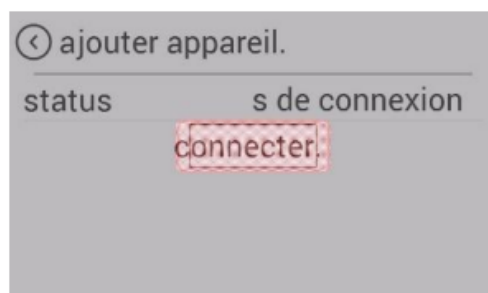 ajouter appareil.
status s de connexion
connecter.